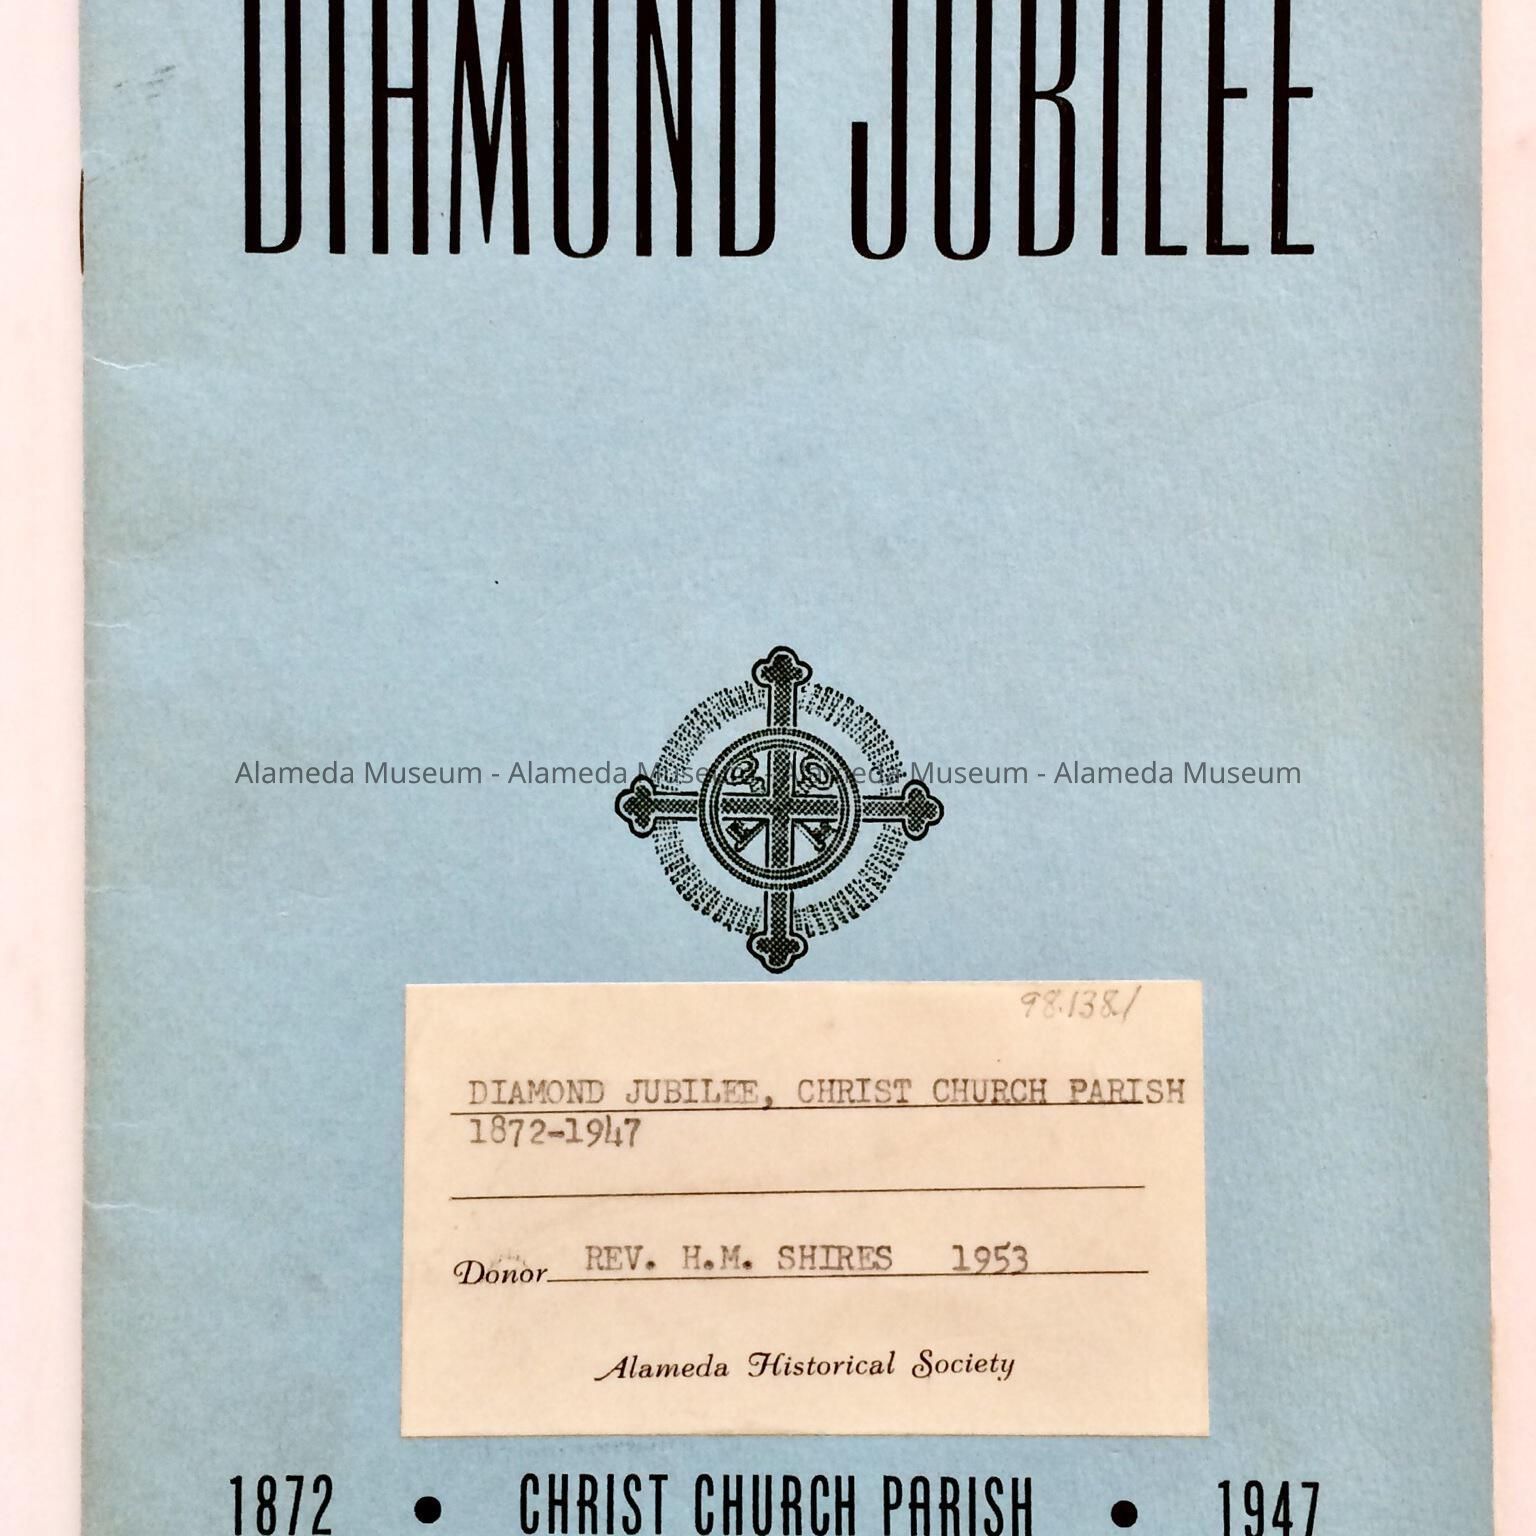 DIAMOND JUBILEE
Alameda Museum - Alameda Museum - Alameda Museum - Alameda Museum
98.138.1
DIAMOND JUBILEE, CHRIST CHURCH PARISH
1872-1947
Donor REV. H.M. SHIRES 1953
Alameda Historical Society
1872 • CHRIST CHURCH PARISH • 1947